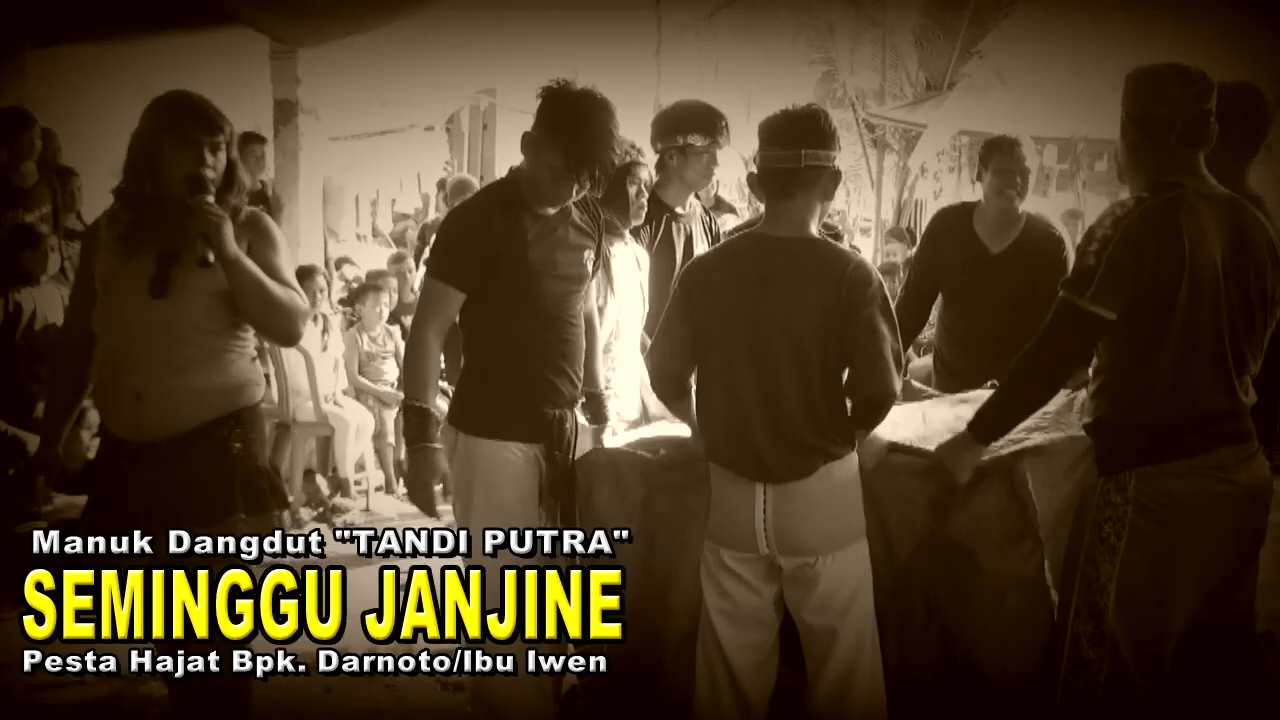 Manuk Dangdut "TANDI PUTRA"
SEMINGGU JANJINE
Pesta Hajat Bpk. Darnoto/Ibu Iwen